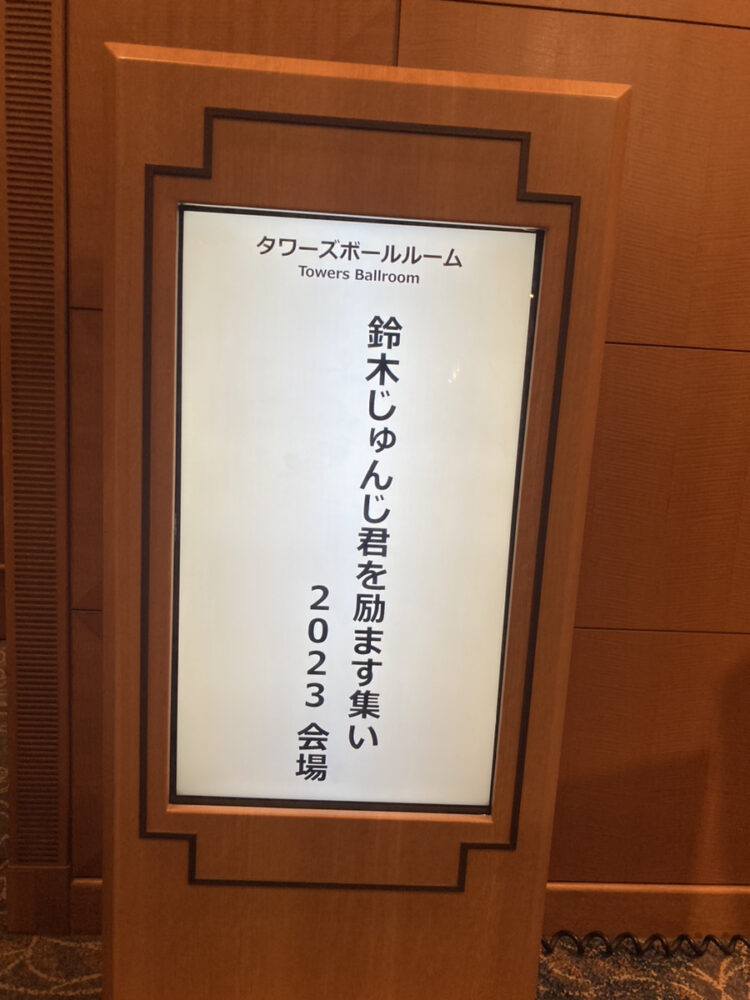 タワーズボールルーム
Towers Ballroom
鈴木じゅんじ君を励ます集い
2023 会場